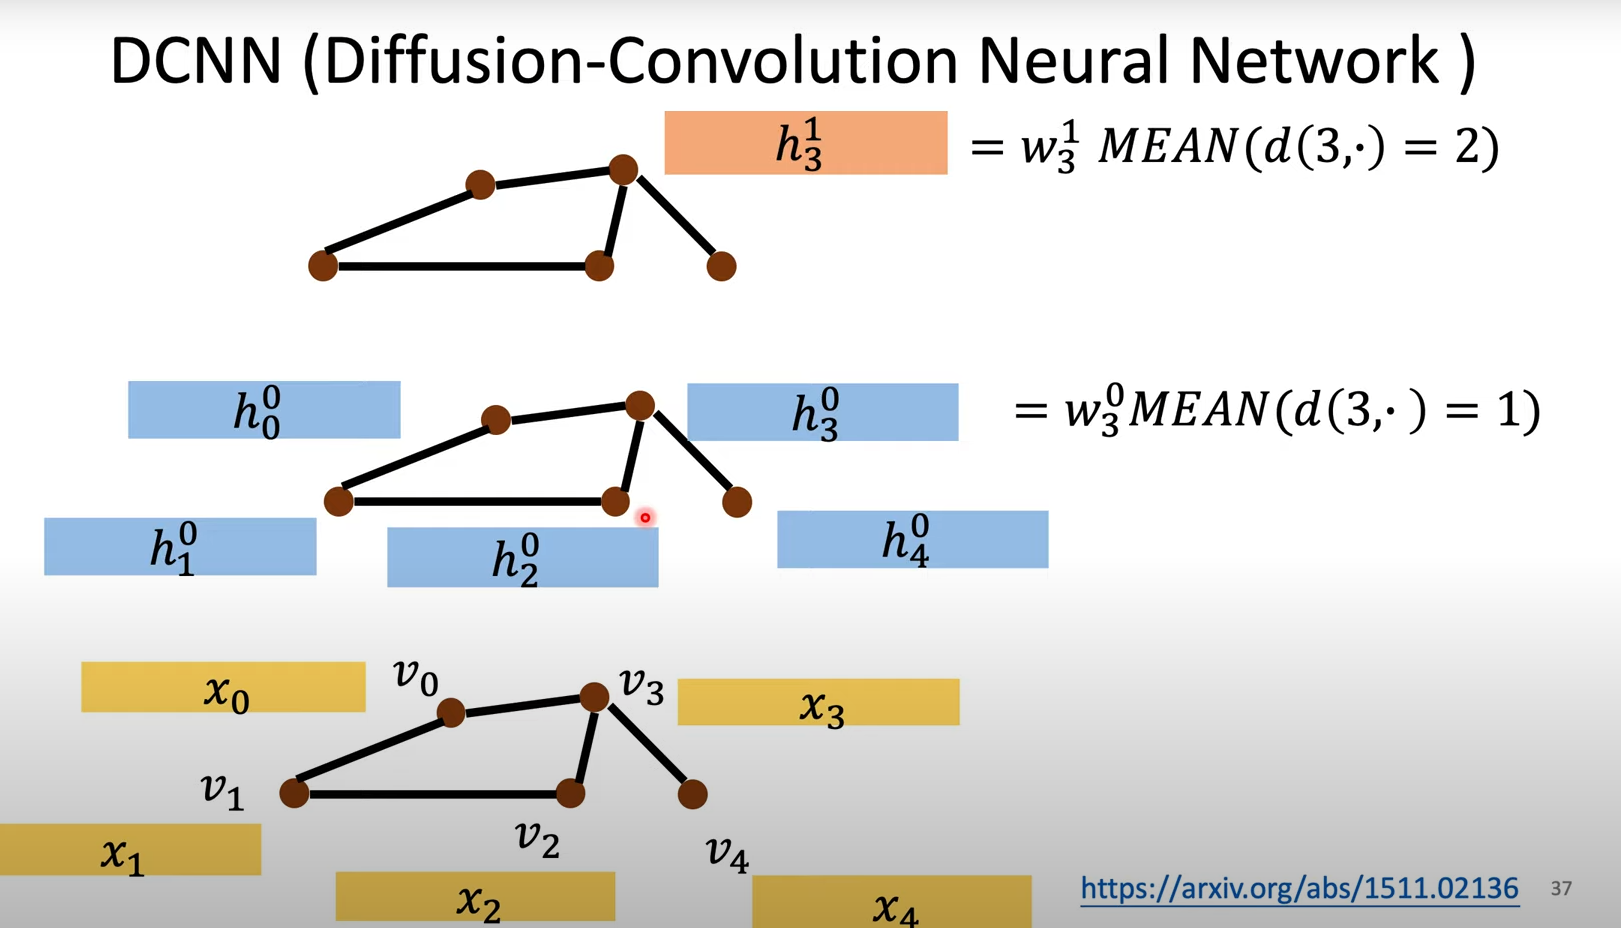 DCNN (Diffusion-Convolution Neural Network )
h_3^1 = w_3^1 MEAN(d(3,·) = 2)
h_0^0
h_3^0 = w_3^0 MEAN(d(3,· ) = 1)
h_1^0
h_2^0
h_4^0
x_0
v_0
v_3
x_3
v_1
v_2
v_4
x_1
x_2
x_4
https://arxiv.org/abs/1511.02136
37